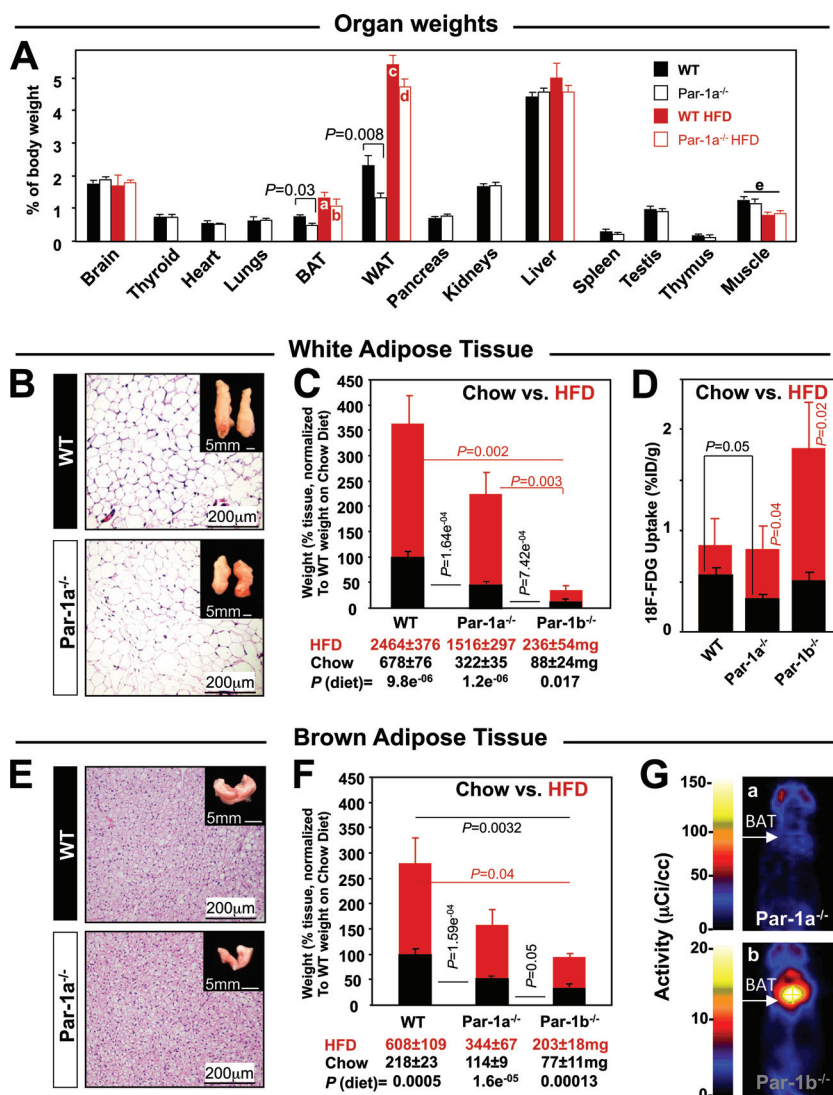 Organ weights
A
% of body weight
5
4
3
2
1
0
WT
Par-1a-/-
WT HFD
Par-1a-/- HFD
P=0.03
P=0.008
a
b
c
d
e
Brain
Thyroid
Heart
Lungs
BAT
WAT
Pancreas
Kidneys
Liver
Spleen
Testis
Thymus
Muscle
White Adipose Tissue
B
WT
5mm
200μm
Par-1a-/-
5mm
200μm
C
Chow vs. HFD
Weight (% tissue, normalized
To WT weight on Chow Diet)
450
400
350
300
250
200
150
100
50
0
P=0.002
P=0.003
P=1.64e-04
P=7.42e-04
WT Par-1a-/- Par-1b-/-
HFD 2464±376 1516±297 236±54mg
Chow 678±76 322±35 88±24mg
P (diet)= 9.8e-06 1.2e-06 0.017
D
Chow vs. HFD
18F-FDG Uptake (%ID/g)
2
1
0
P=0.05
P=0.04
P=0.02
WT
Par-1a-/-
Par-1b-/-
Brown Adipose Tissue
E
WT
5mm
200μm
Par-1a-/-
5mm
200μm
F
Chow vs. HFD
Weight (% tissue, normalized
To WT weight on Chow Diet)
450
400
350
300
250
200
150
100
50
0
P=0.0032
P=0.04
P=1.59e-04
P=0.05
WT Par-1a-/- Par-1b-/-
HFD 608±109 344±67 203±18mg
Chow 218±23 114±9 77±11mg
P (diet)= 0.0005 1.6e-05 0.00013
G
Activity (μCi/cc)
150
100
50
0
a
BAT
Par-1a-/-
20
10
0
b
BAT
Par-1b-/-